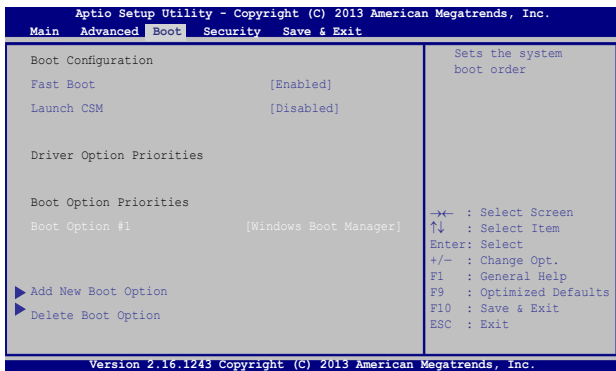 Aptio Setup Utility - Copyright (C) 2013 American Megatrends, Inc.
Main Advanced Boot Security Save & Exit
Boot Configuration
Fast Boot [Enabled]
Launch CSM [Disabled]
Driver Option Priorities
Boot Option Priorities
Boot Option #1 [Windows Boot Manager]
Add New Boot Option
Delete Boot Option
Sets the system
boot order
→← : Select Screen
↑↓ : Select Item
Enter: Select
+/— : Change Opt.
F1 : General Help
F9 : Optimized Defaults
F10 : Save & Exit
ESC : Exit
Version 2.16.1243 Copyright (C) 2013 American Megatrends, Inc.